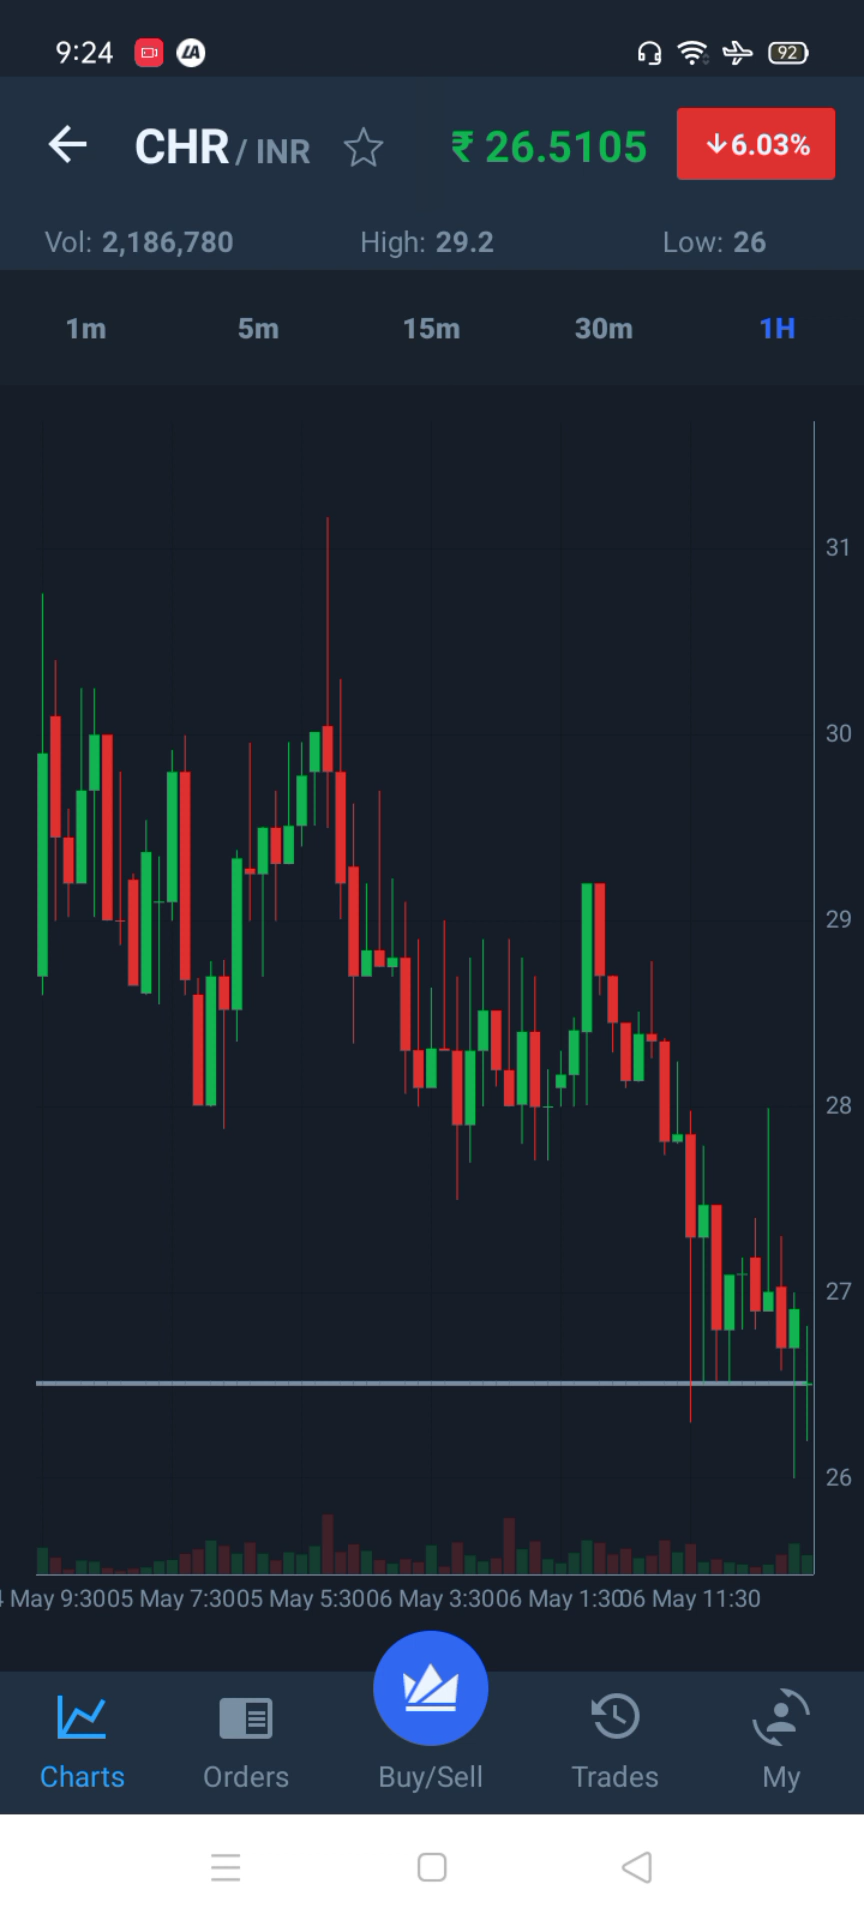 9:24 LA 92
CHR / INR ₹ 26.5105 ↓6.03%
Vol: 2,186,780 High: 29.2 Low: 26
1m 5m 15m 30m 1H
31
30
29
28
27
26
4 May 9:30 05 May 7:30 05 May 5:30 06 May 3:30 06 May 1:30 06 May 11:30
Charts Orders Buy/Sell Trades My